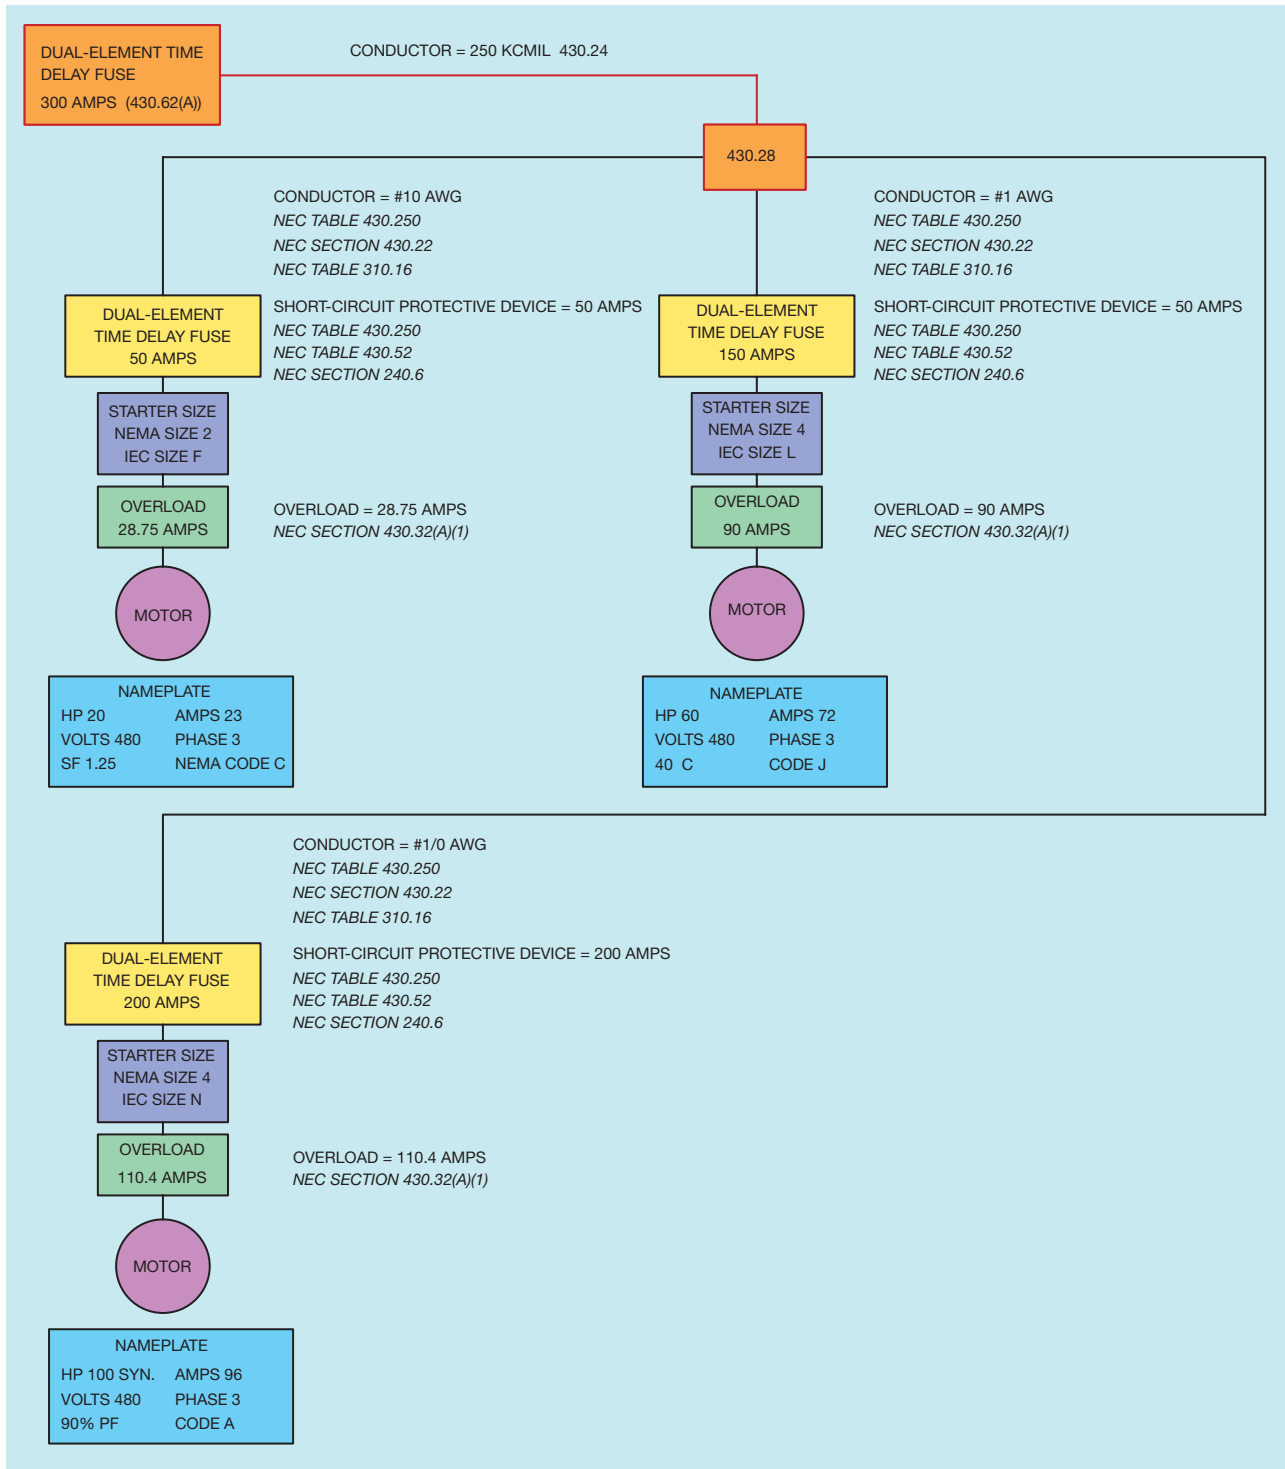 DUAL-ELEMENT TIME
DELAY FUSE
300 AMPS (430.62(A))
CONDUCTOR = 250 KCMIL 430.24
430.28
CONDUCTOR = #10 AWG
NEC TABLE 430.250
NEC SECTION 430.22
NEC TABLE 310.16
DUAL-ELEMENT
TIME DELAY FUSE
50 AMPS
SHORT-CIRCUIT PROTECTIVE DEVICE = 50 AMPS
NEC TABLE 430.250
NEC TABLE 430.52
NEC SECTION 240.6
STARTER SIZE
NEMA SIZE 2
IEC SIZE F
OVERLOAD
28.75 AMPS
OVERLOAD = 28.75 AMPS
NEC SECTION 430.32(A)(1)
MOTOR
NAMEPLATE
HP 20 AMPS 23
VOLTS 480 PHASE 3
SF 1.25 NEMA CODE C
CONDUCTOR = #1 AWG
NEC TABLE 430.250
NEC SECTION 430.22
NEC TABLE 310.16
DUAL-ELEMENT
TIME DELAY FUSE
150 AMPS
SHORT-CIRCUIT PROTECTIVE DEVICE = 50 AMPS
NEC TABLE 430.250
NEC TABLE 430.52
NEC SECTION 240.6
STARTER SIZE
NEMA SIZE 4
IEC SIZE L
OVERLOAD
90 AMPS
OVERLOAD = 90 AMPS
NEC SECTION 430.32(A)(1)
MOTOR
NAMEPLATE
HP 60 AMPS 72
VOLTS 480 PHASE 3
40 C CODE J
CONDUCTOR = #1/0 AWG
NEC TABLE 430.250
NEC SECTION 430.22
NEC TABLE 310.16
DUAL-ELEMENT
TIME DELAY FUSE
200 AMPS
SHORT-CIRCUIT PROTECTIVE DEVICE = 200 AMPS
NEC TABLE 430.250
NEC TABLE 430.52
NEC SECTION 240.6
STARTER SIZE
NEMA SIZE 4
IEC SIZE N
OVERLOAD
110.4 AMPS
OVERLOAD = 110.4 AMPS
NEC SECTION 430.32(A)(1)
MOTOR
NAMEPLATE
HP 100 SYN. AMPS 96
VOLTS 480 PHASE 3
90% PF CODE A